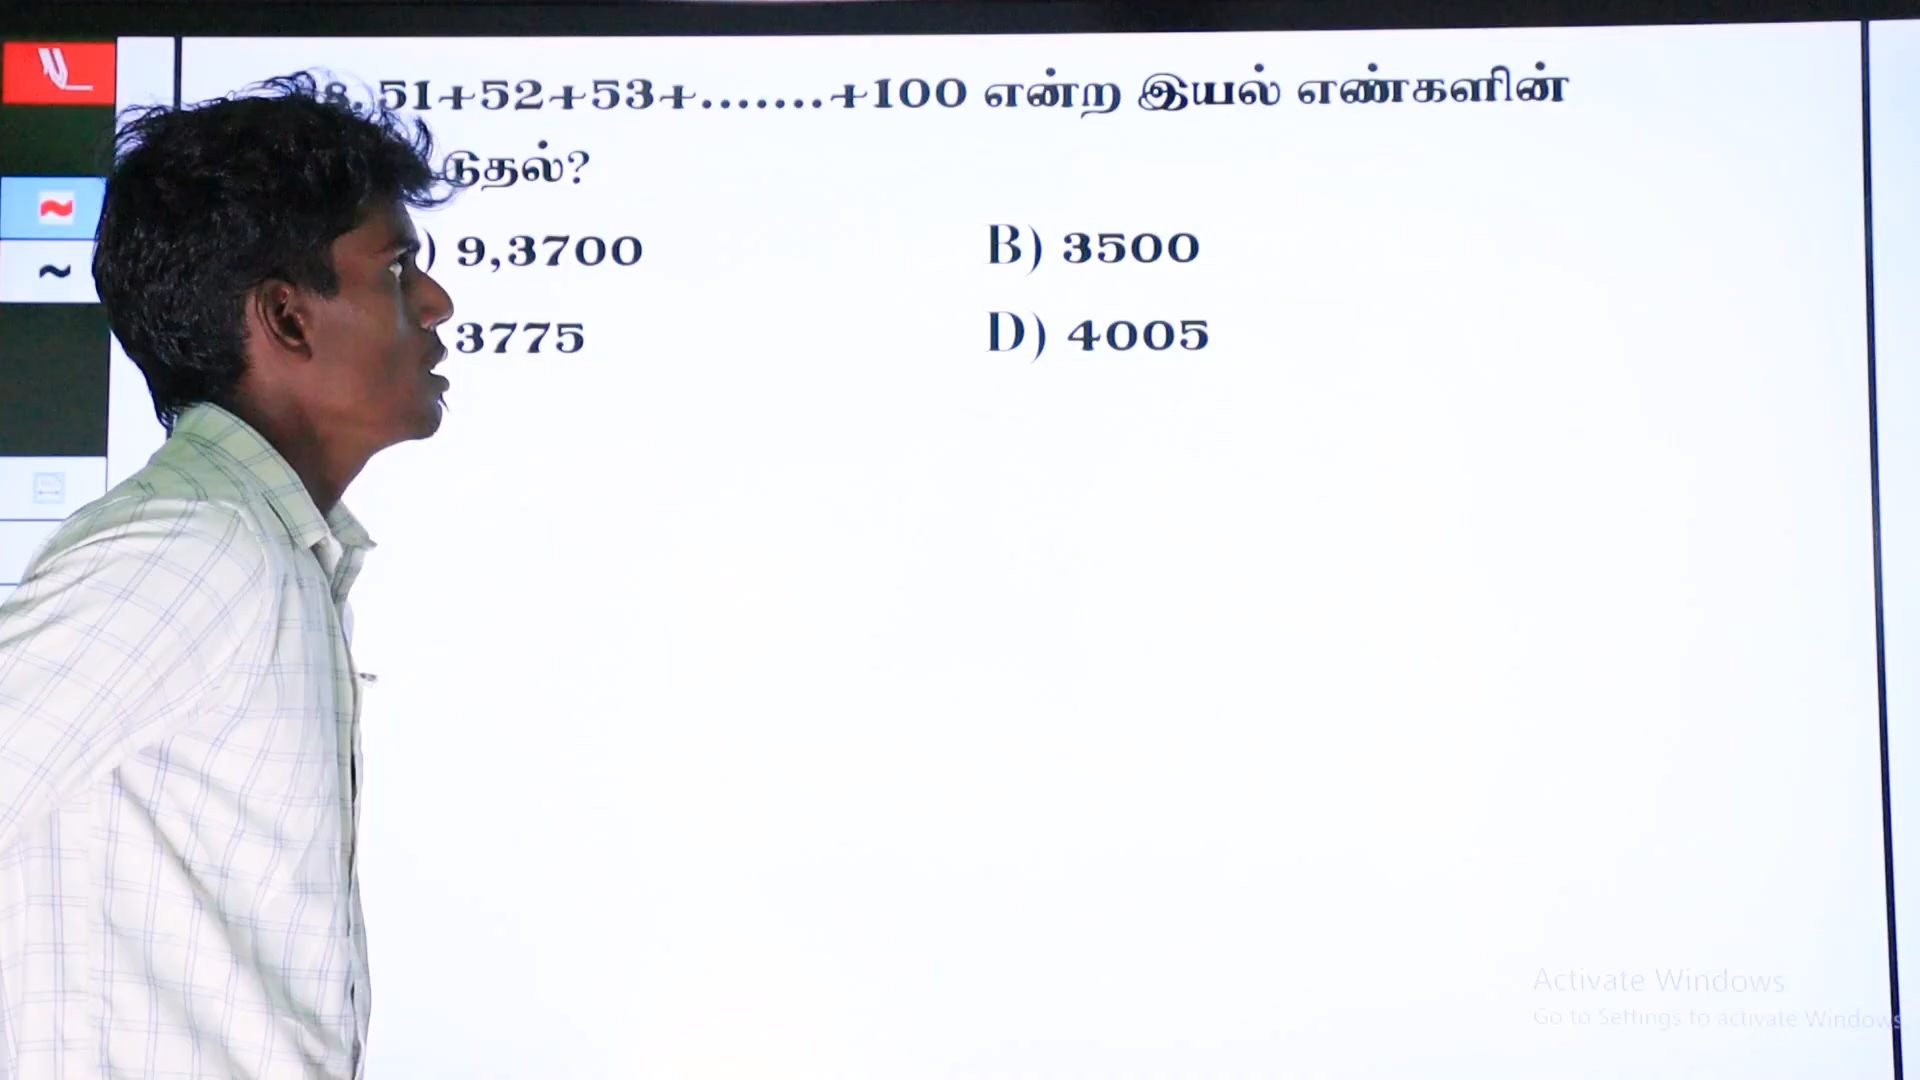 8. 51+52+53+.......+100 என்ற இயல் எண்களின்
டுதல்?
) 9,3700
B) 3500
3775
D) 4005
Activate Windows
Go to Settings to activate Windows.